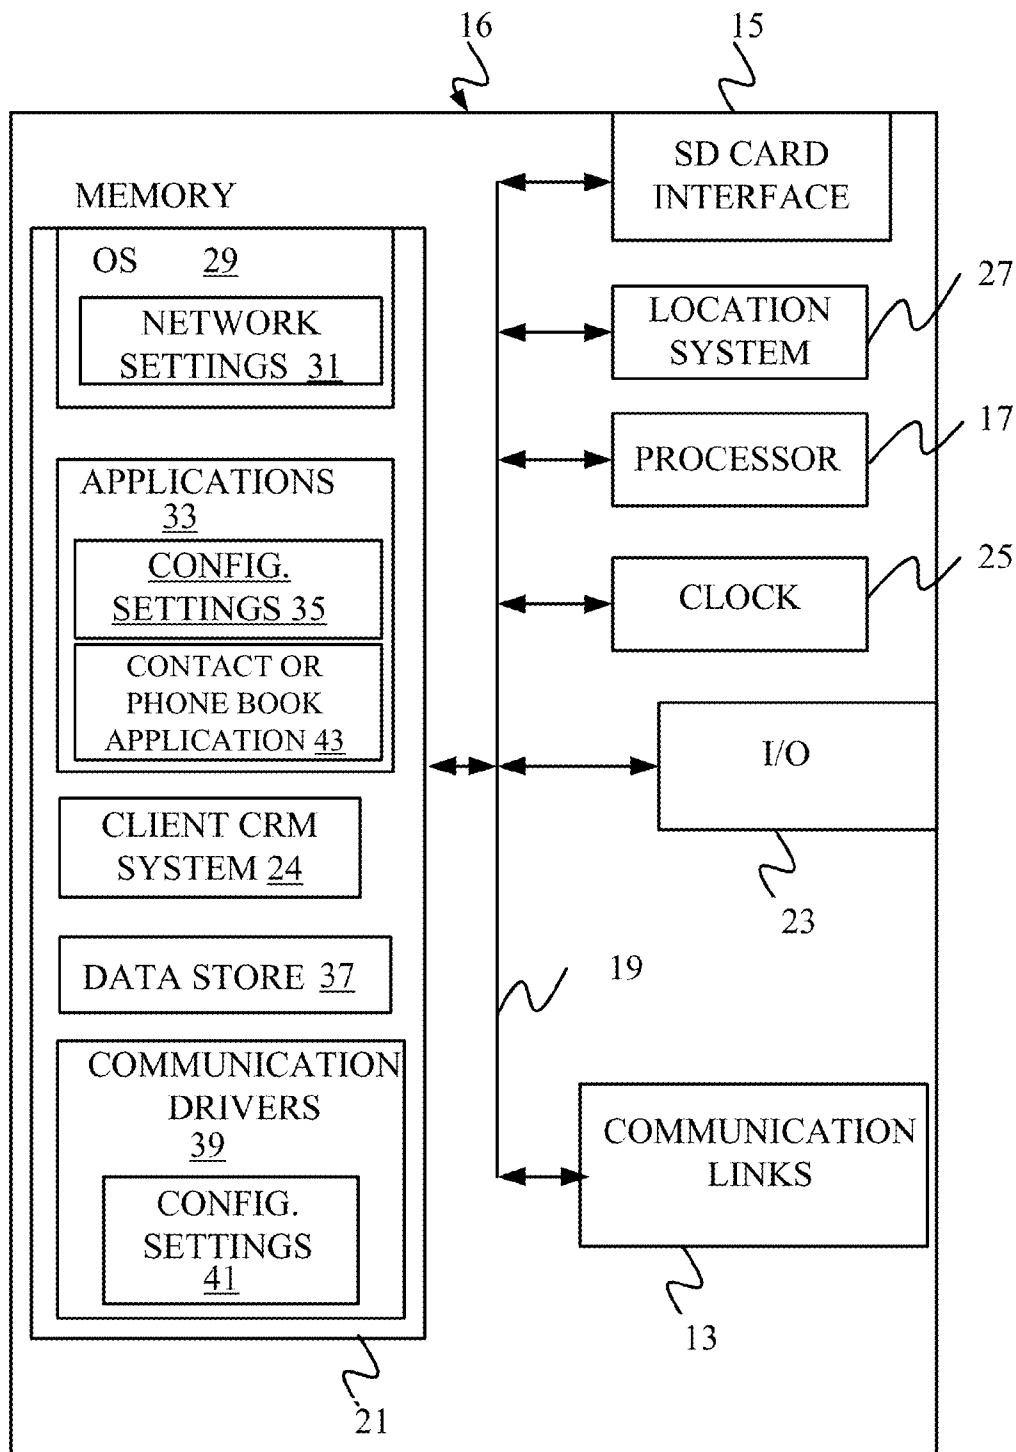 16
15
MEMORY
OS 29
NETWORK
SETTINGS 31
APPLICATIONS
33
CONFIG.
SETTINGS 35
CONTACT OR
PHONE BOOK
APPLICATION 43
CLIENT CRM
SYSTEM 24
DATA STORE 37
COMMUNICATION
DRIVERS
39
CONFIG.
SETTINGS
41
21
SD CARD
INTERFACE
LOCATION
SYSTEM
27
PROCESSOR
17
CLOCK
25
I/O
23
19
COMMUNICATION
LINKS
13